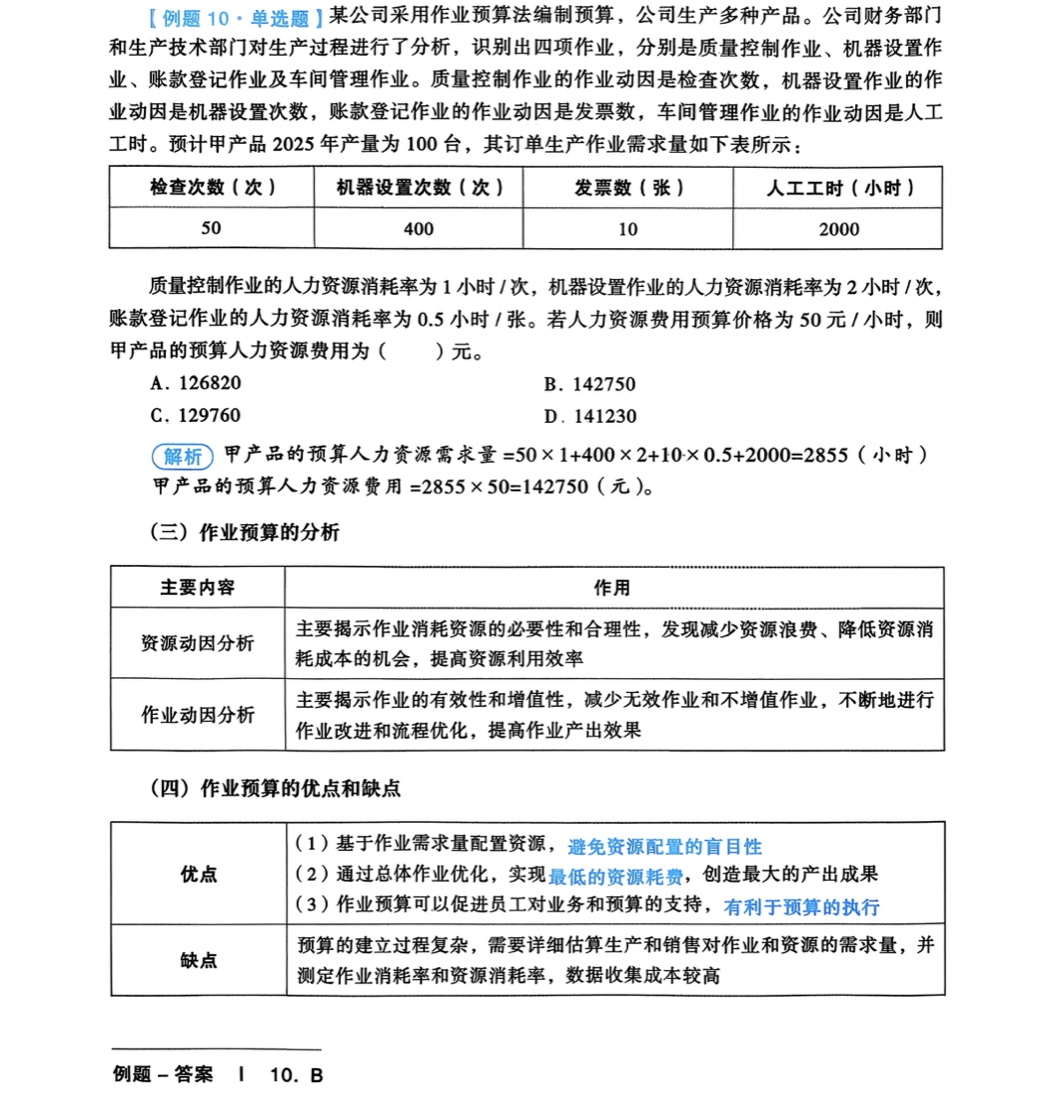 【例题 10·单选题】某公司采用作业预算法编制预算，公司生产多种产品。公司财务部门
和生产技术部门对生产过程进行了分析，识别出四项作业，分别是质量控制作业、机器设置作
业、账款登记作业及车间管理作业。质量控制作业的作业动因是检查次数，机器设置作业的作
业动因是机器设置次数，账款登记作业的作业动因是发票数，车间管理作业的作业动因是人工
工时。预计甲产品 2025 年产量为 100 台，其订单生产作业需求量如下表所示：
检查次数（次） 机器设置次数（次） 发票数（张） 人工工时（小时）
50 400 10 2000
质量控制作业的人力资源消耗率为 1 小时 / 次，机器设置作业的人力资源消耗率为 2 小时 / 次，
账款登记作业的人力资源消耗率为 0.5 小时 / 张。若人力资源费用预算价格为 50 元 / 小时，则
甲产品的预算人力资源费用为（　　）元。
A. 126820 B. 142750
C. 129760 D. 141230
解析 甲产品的预算人力资源需求量 =50×1+400×2+10×0.5+2000=2855（小时）
甲产品的预算人力资源费用 =2855×50=142750（元）。
（三）作业预算的分析
主要内容 作用
资源动因分析 主要揭示作业消耗资源的必要性和合理性，发现减少资源浪费、降低资源消
耗成本的机会，提高资源利用效率
作业动因分析 主要揭示作业的有效性和增值性，减少无效作业和不增值作业，不断地进行
作业改进和流程优化，提高作业产出效果
（四）作业预算的优点和缺点
优点 （1）基于作业需求量配置资源，避免资源配置的盲目性
（2）通过总体作业优化，实现最低的资源耗费，创造最大的产出成果
（3）作业预算可以促进员工对业务和预算的支持，有利于预算的执行
缺点 预算的建立过程复杂，需要详细估算生产和销售对作业和资源的需求量，并
测定作业消耗率和资源消耗率，数据收集成本较高
例题 – 答案 | 10. B